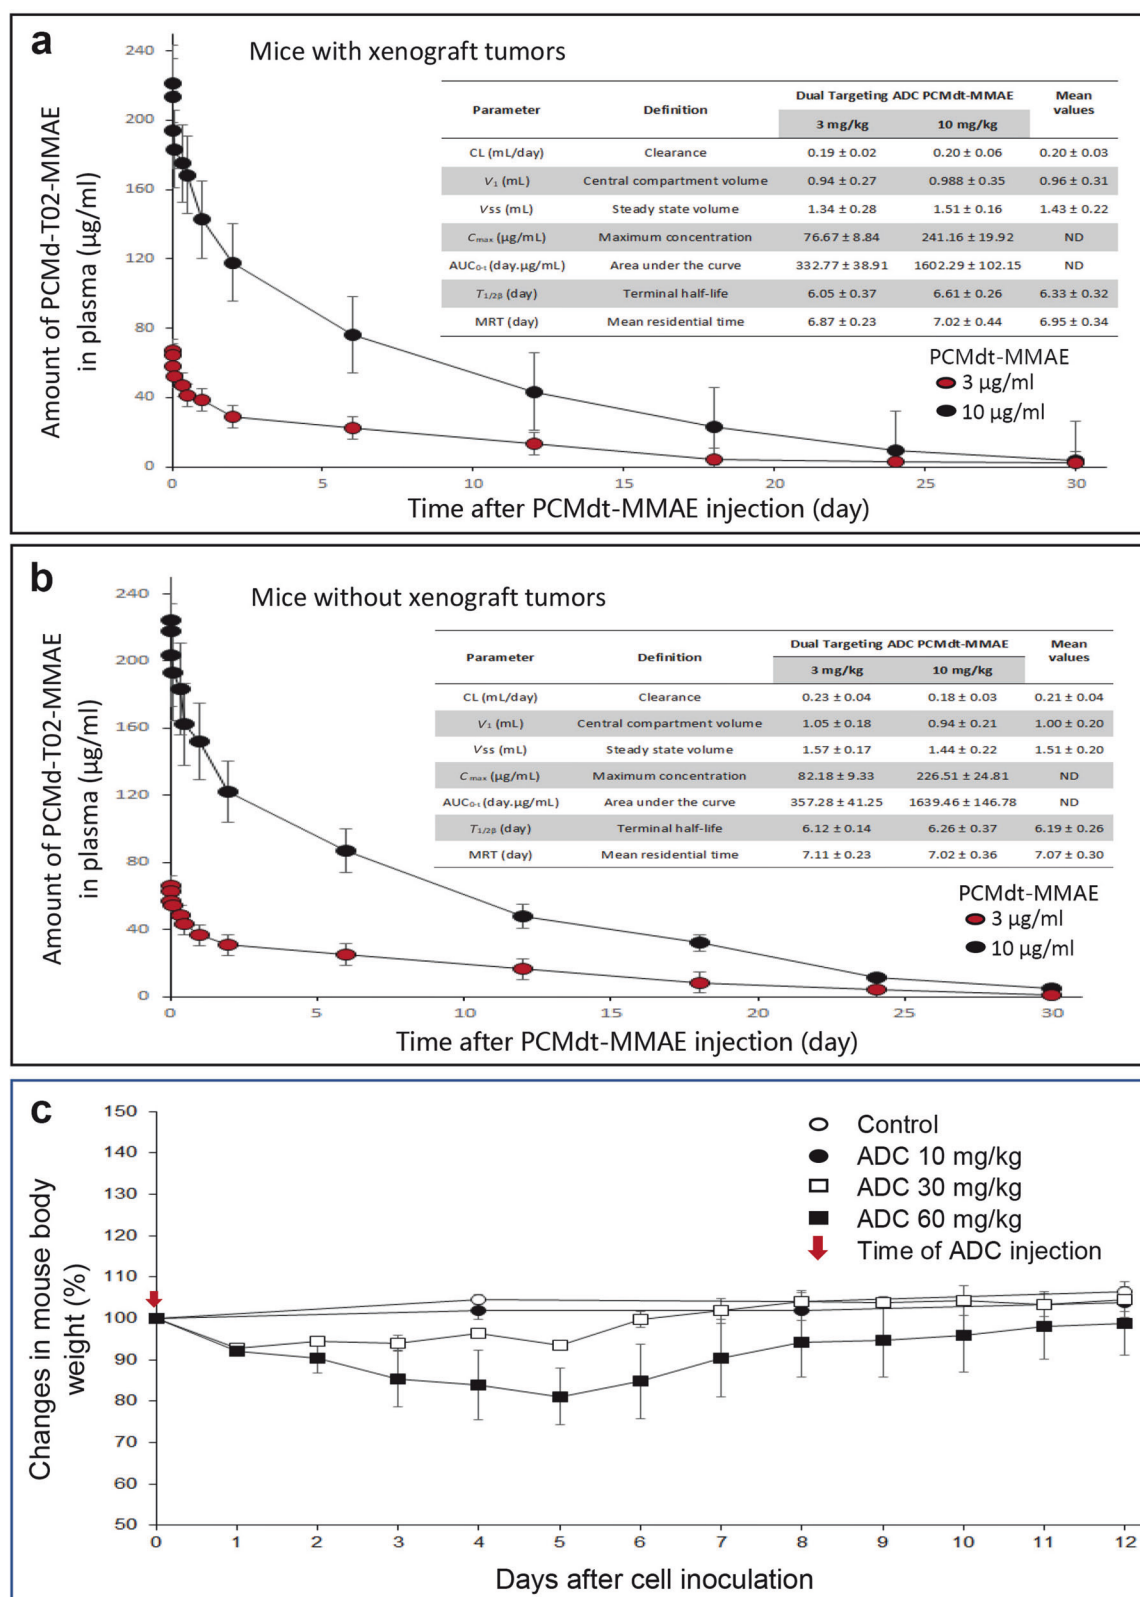 a
Mice with xenograft tumors
Amount of PCMd-T02-MMAE
in plasma (µg/ml)
240
200
160
120
80
40
0
Parameter Definition Dual Targeting ADC PCMdt-MMAE Mean values
3 mg/kg 10 mg/kg
CL (mL/day) Clearance 0.19 ± 0.02 0.20 ± 0.06 0.20 ± 0.03
V₁ (mL) Central compartment volume 0.94 ± 0.27 0.988 ± 0.35 0.96 ± 0.31
Vss (mL) Steady state volume 1.34 ± 0.28 1.51 ± 0.16 1.43 ± 0.22
Cmax (µg/mL) Maximum concentration 76.67 ± 8.84 241.16 ± 19.92 ND
AUC₀₋t (day.µg/mL) Area under the curve 332.77 ± 38.91 1602.29 ± 102.15 ND
T1/2β (day) Terminal half-life 6.05 ± 0.37 6.61 ± 0.26 6.33 ± 0.32
MRT (day) Mean residential time 6.87 ± 0.23 7.02 ± 0.44 6.95 ± 0.34
PCMdt-MMAE
3 µg/ml
10 µg/ml
0 5 10 15 20 25 30
Time after PCMdt-MMAE injection (day)
b
Mice without xenograft tumors
Amount of PCMd-T02-MMAE
in plasma (µg/ml)
240
200
160
120
80
40
0
Parameter Definition Dual Targeting ADC PCMdt-MMAE Mean values
3 mg/kg 10 mg/kg
CL (mL/day) Clearance 0.23 ± 0.04 0.18 ± 0.03 0.21 ± 0.04
V₁ (mL) Central compartment volume 1.05 ± 0.18 0.94 ± 0.21 1.00 ± 0.20
Vss (mL) Steady state volume 1.57 ± 0.17 1.44 ± 0.22 1.51 ± 0.20
Cmax (µg/mL) Maximum concentration 82.18 ± 9.33 226.51 ± 24.81 ND
AUC₀₋t (day.µg/mL) Area under the curve 357.28 ± 41.25 1639.46 ± 146.78 ND
T1/2β (day) Terminal half-life 6.12 ± 0.14 6.26 ± 0.37 6.19 ± 0.26
MRT (day) Mean residential time 7.11 ± 0.23 7.02 ± 0.36 7.07 ± 0.30
PCMdt-MMAE
3 µg/ml
10 µg/ml
0 5 10 15 20 25 30
Time after PCMdt-MMAE injection (day)
c
Changes in mouse body
weight (%)
150
140
130
120
110
100
90
80
70
60
50
Control
ADC 10 mg/kg
ADC 30 mg/kg
ADC 60 mg/kg
Time of ADC injection
0 1 2 3 4 5 6 7 8 9 10 11 12
Days after cell inoculation